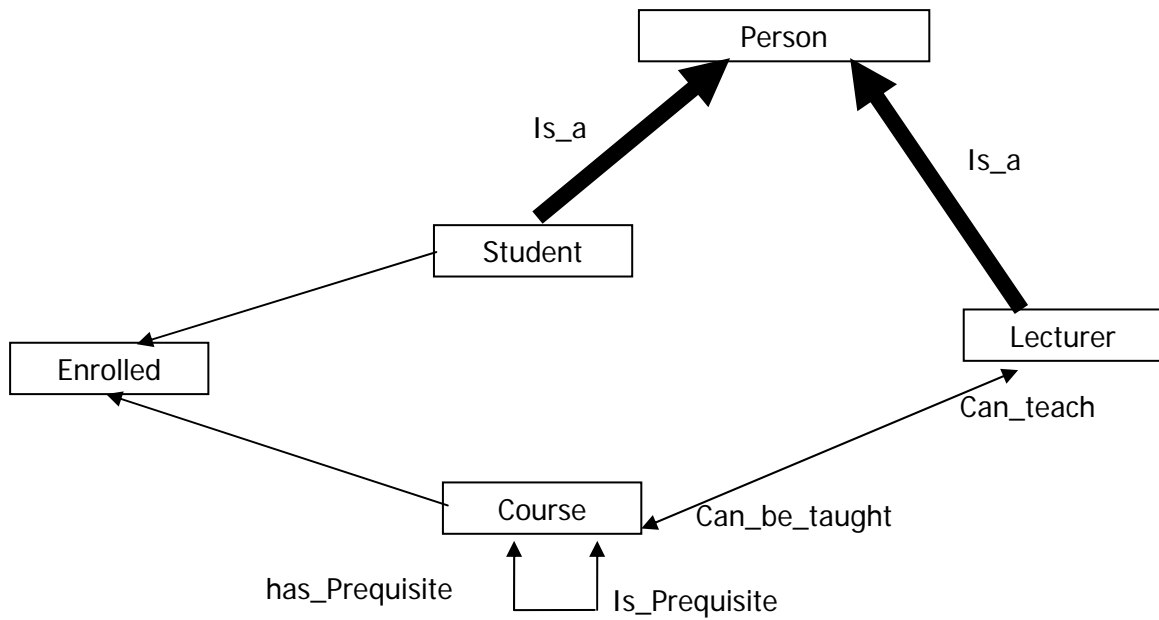 Person
Is_a
Is_a
Student
Lecturer
Enrolled
Can_teach
Course
Can_be_taught
has_Prequisite
Is_Prequisite